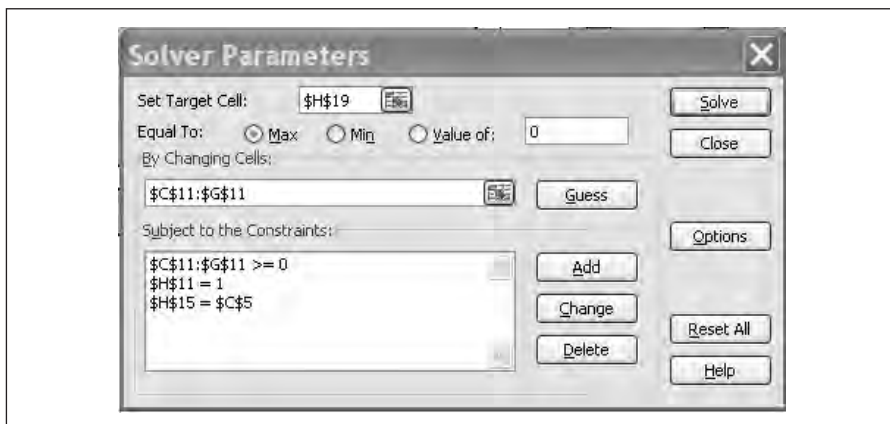 Solver Parameters
Set Target Cell: $H$19 Solve
Equal To: Max Min Value of: 0 Close
By Changing Cells:
$C$11:$G$11 Guess
Subject to the Constraints: Options
$C$11:$G$11 >= 0 Add
$H$11 = 1 Change
$H$15 = $C$5
Reset All
Delete
Help